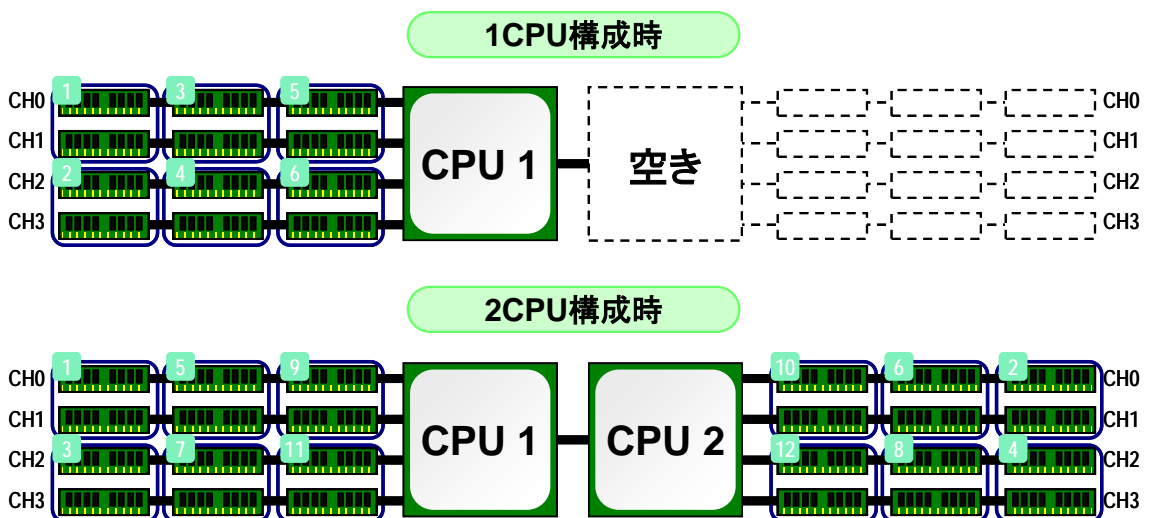 1CPU構成時
1 3 5
CH0 CH0
CH1 CH1
CPU 1 空き
2 4 6
CH2 CH2
CH3 CH3
2CPU構成時
1 5 9 10 6 2
CH0 CH0
CH1 CH1
CPU 1 CPU 2
3 7 11 12 8 4
CH2 CH2
CH3 CH3